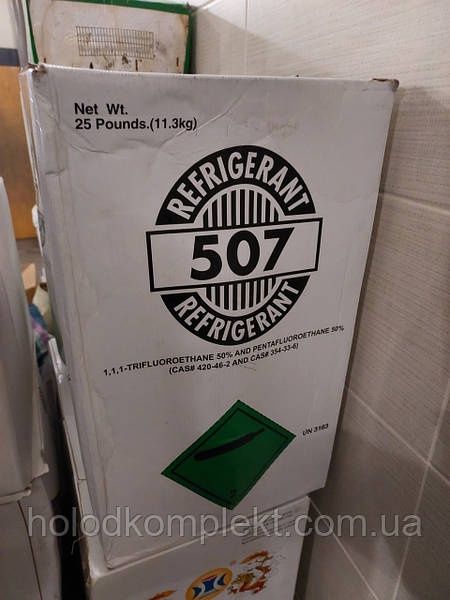 Net Wt.
25 Pounds.(11.3kg)
REFRIGERANT
507
REFRIGERANT
1,1,1-TRIFLUOROETHANE 50% AND PENTAFLUOROETHANE 50%
(CAS# 420-46-2 AND CAS# 354-33-6)
UN 3163
2
holodkomplekt.com.ua